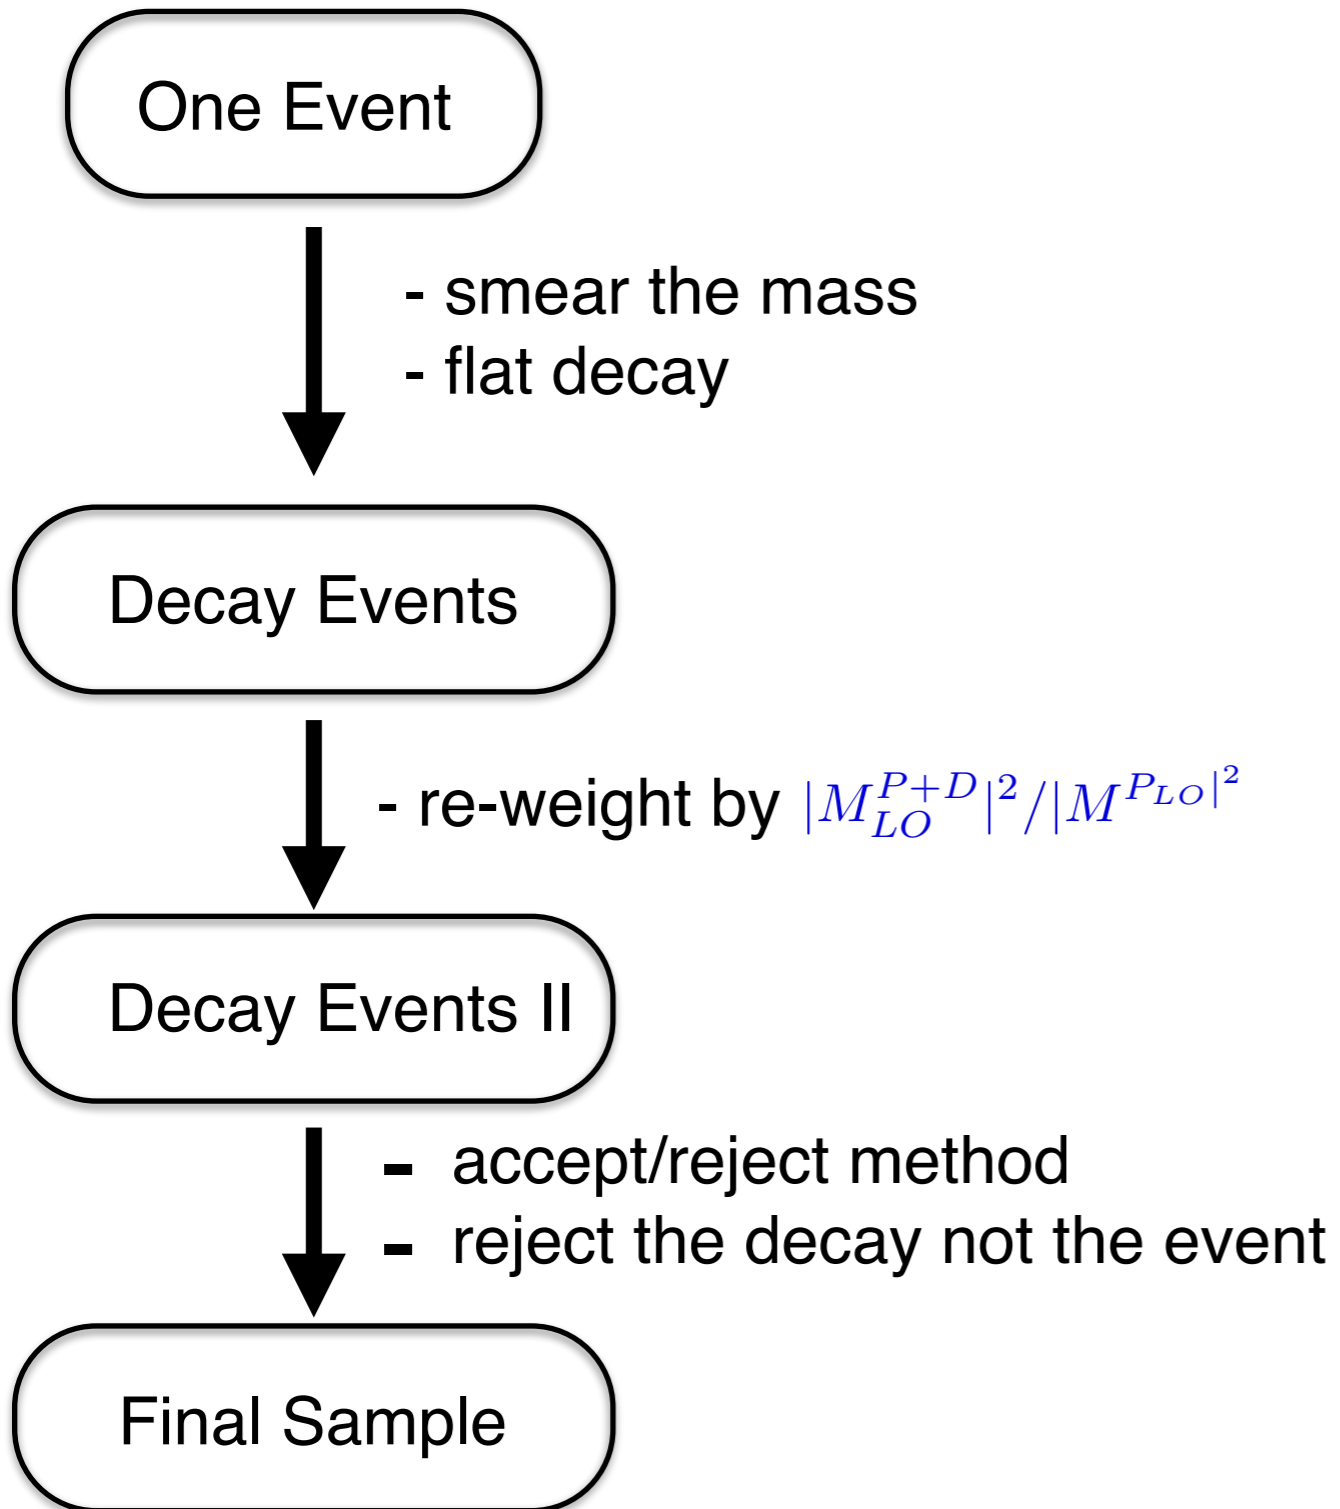 One Event
- smear the mass
- flat decay
Decay Events
- re-weight by $|M_{LO}^{P+D}|^2/|M^{P_{LO}|^2}$
Decay Events II
- accept/reject method
- reject the decay not the event
Final Sample